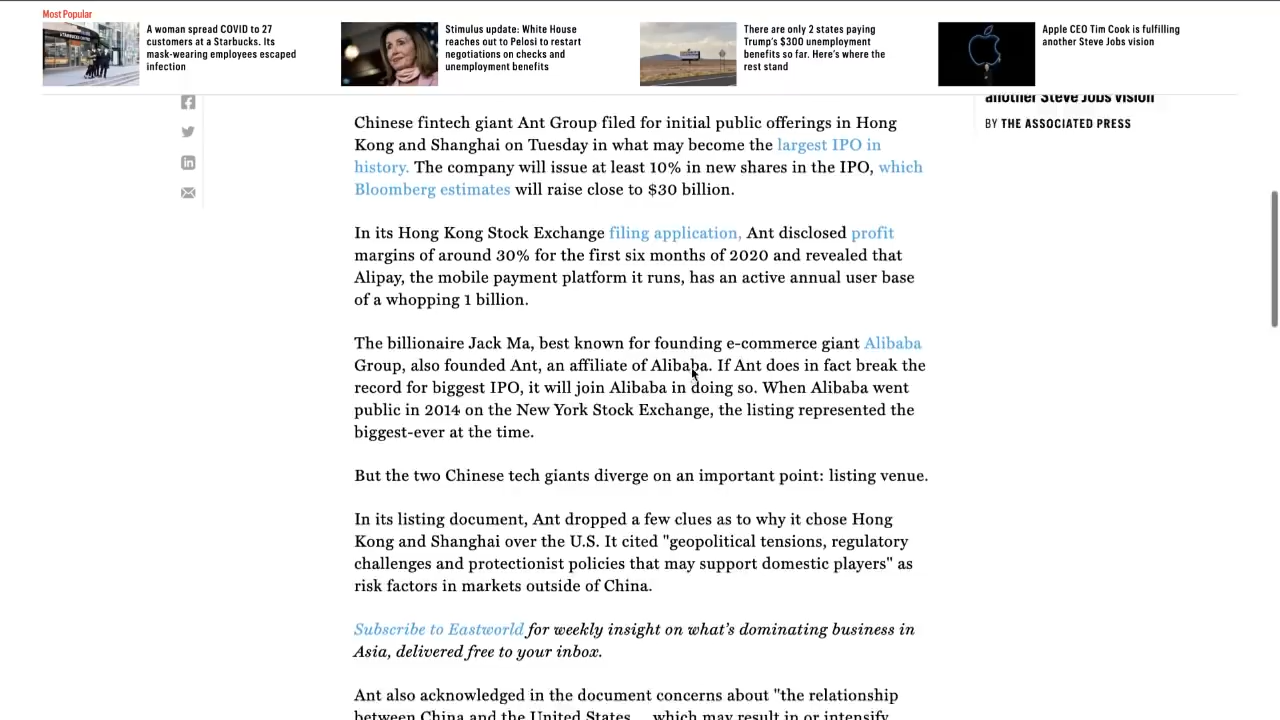 Most Popular
A woman spread COVID to 27
customers at a Starbucks. Its
mask-wearing employees escaped
infection
Stimulus update: White House
reaches out to Pelosi to restart
negotiations on checks and
unemployment benefits
There are only 2 states paying
Trump's $300 unemployment
benefits so far. Here's where the
rest stand
Apple CEO Tim Cook is fulfilling
another Steve Jobs vision
another Steve Jobs vision
BY THE ASSOCIATED PRESS
Chinese fintech giant Ant Group filed for initial public offerings in Hong
Kong and Shanghai on Tuesday in what may become the largest IPO in
history. The company will issue at least 10% in new shares in the IPO, which
Bloomberg estimates will raise close to $30 billion.
In its Hong Kong Stock Exchange filing application, Ant disclosed profit
margins of around 30% for the first six months of 2020 and revealed that
Alipay, the mobile payment platform it runs, has an active annual user base
of a whopping 1 billion.
The billionaire Jack Ma, best known for founding e-commerce giant Alibaba
Group, also founded Ant, an affiliate of Alibaba. If Ant does in fact break the
record for biggest IPO, it will join Alibaba in doing so. When Alibaba went
public in 2014 on the New York Stock Exchange, the listing represented the
biggest-ever at the time.
But the two Chinese tech giants diverge on an important point: listing venue.
In its listing document, Ant dropped a few clues as to why it chose Hong
Kong and Shanghai over the U.S. It cited "geopolitical tensions, regulatory
challenges and protectionist policies that may support domestic players" as
risk factors in markets outside of China.
Subscribe to Eastworld for weekly insight on what's dominating business in
Asia, delivered free to your inbox.
Ant also acknowledged in the document concerns about "the relationship
between China and the United States... which may result in or intensify